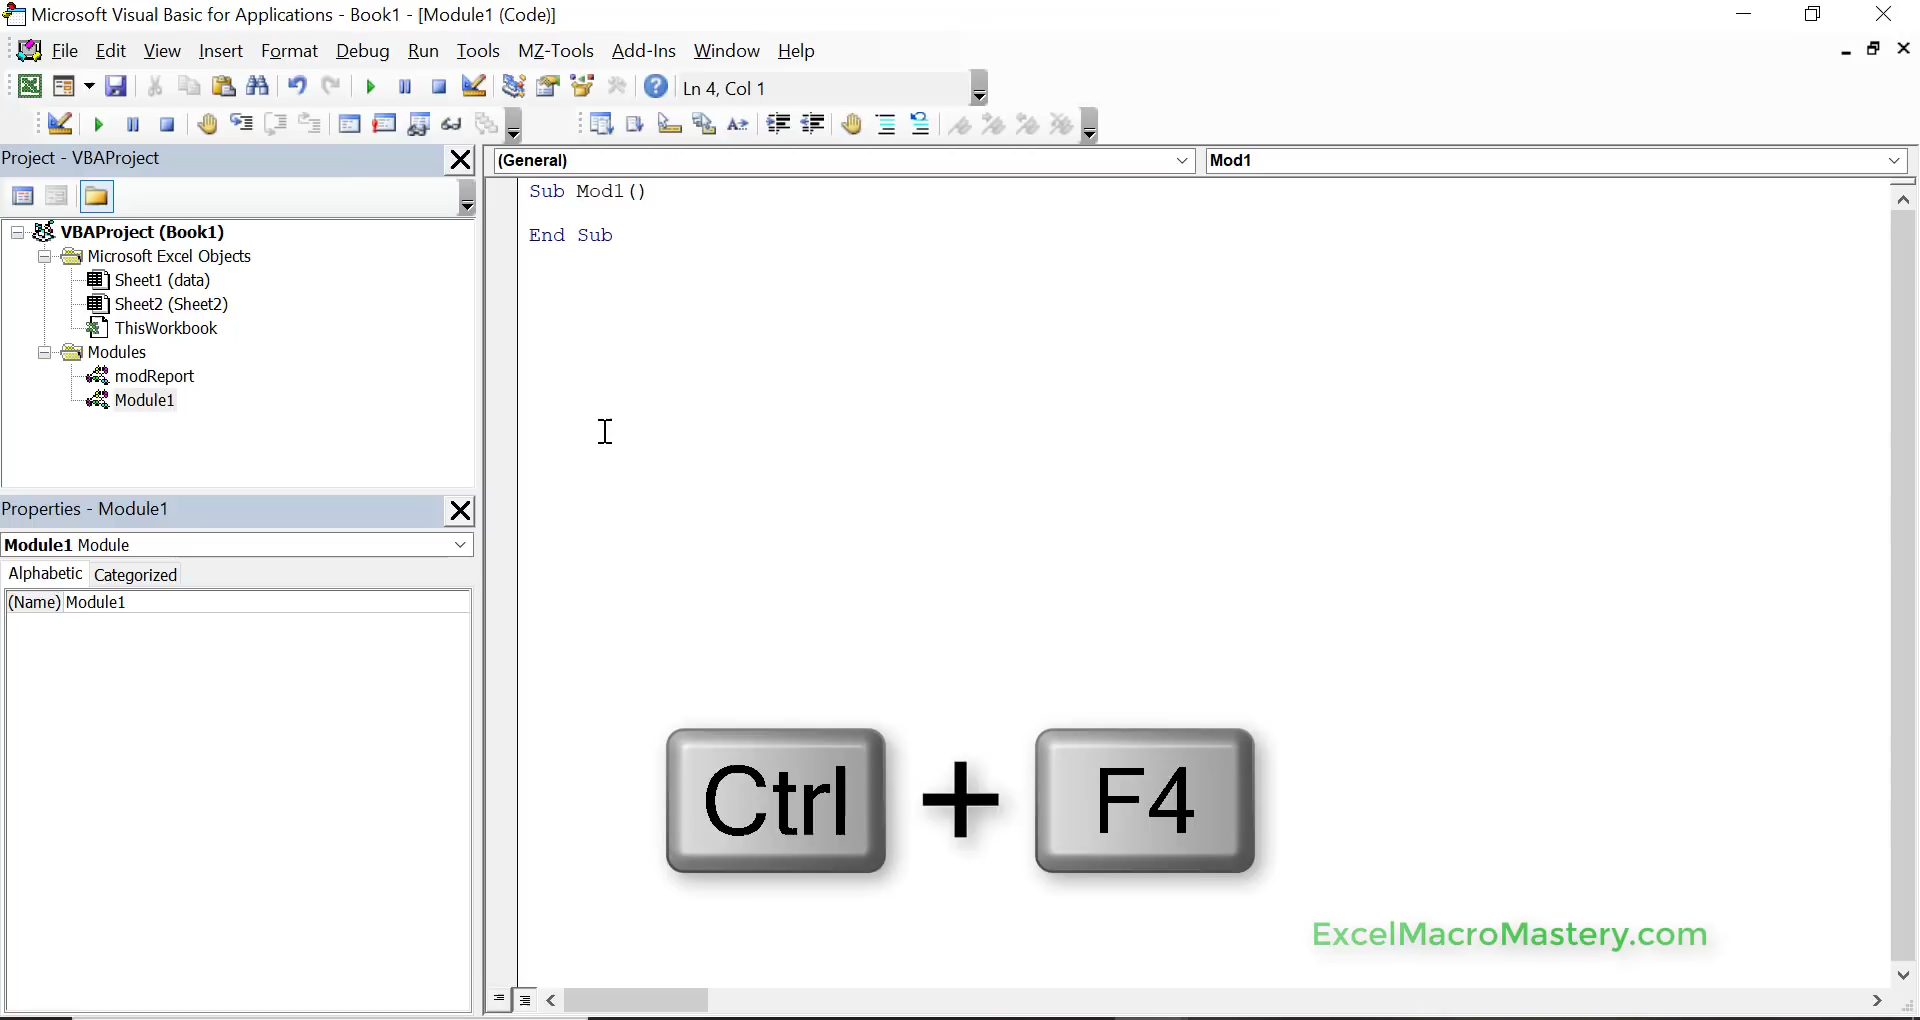 Microsoft Visual Basic for Applications - Book1 - [Module1 (Code)]
File Edit View Insert Format Debug Run Tools MZ-Tools Add-Ins Window Help
Ln 4, Col 1
Project - VBAProject
(General)
Mod1
VBAProject (Book1)
Microsoft Excel Objects
Sheet1 (data)
Sheet2 (Sheet2)
ThisWorkbook
Modules
modReport
Module1
Sub Mod1()
End Sub
Properties - Module1
Module1 Module
Alphabetic Categorized
(Name) Module1
Ctrl + F4
ExcelMacroMastery.com